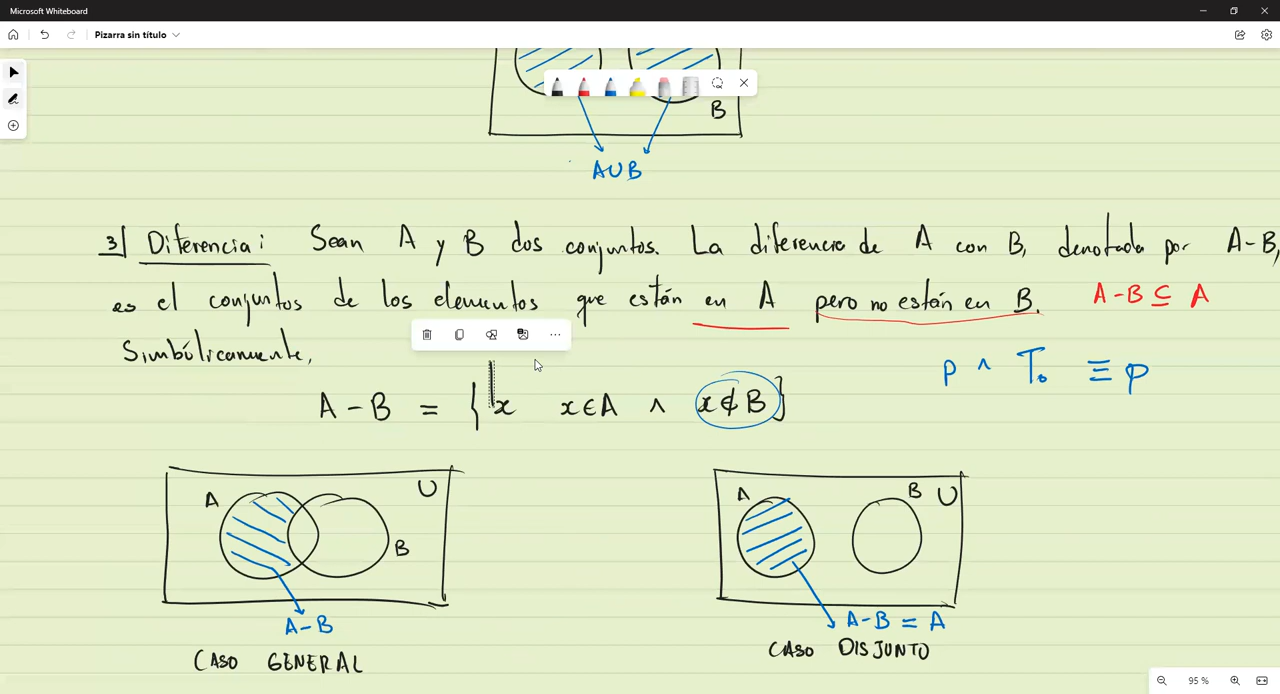 Microsoft Whiteboard
Pizarra sin título
B
A∪B
3| Diferencia: Sean A y B dos conjuntos. La diferencia de A con B, denotada por A-B,
es el conjuntos de los elementos que están en A pero no están en B. A-B ⊆ A
Simbólicamente,
p ∧ T₀ ≡ p
A-B = { x x∈A ∧ x∉B }
A U
B
A B U
A-B
A-B = A
CASO GENERAL
CASO DISJUNTO
95 %